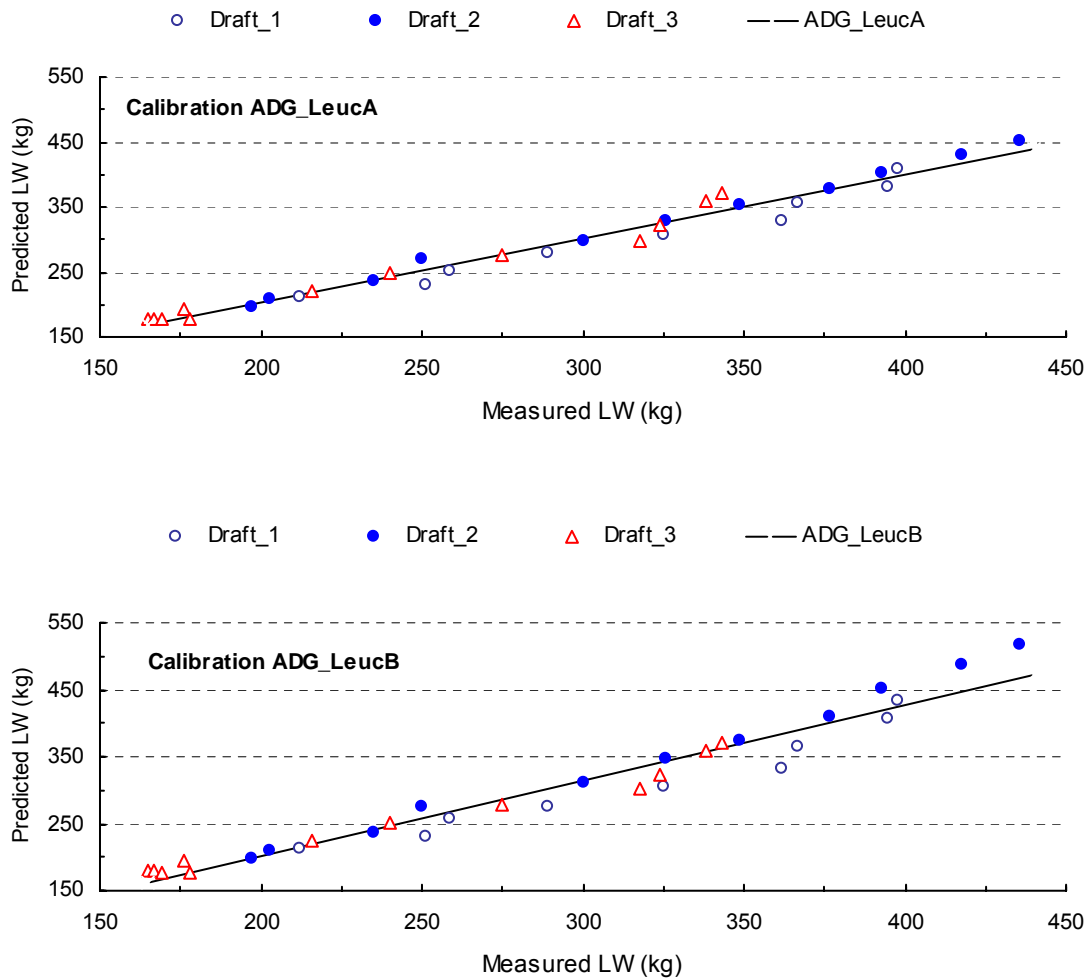 Draft_1 Draft_2 Draft_3 ADG_LeucA
550
Calibration ADG_LeucA
450
350
250
150
Predicted LW (kg)
150 200 250 300 350 400 450
Measured LW (kg)
Draft_1 Draft_2 Draft_3 ADG_LeucB
550
Calibration ADG_LeucB
450
350
250
150
Predicted LW (kg)
150 200 250 300 350 400 450
Measured LW (kg)